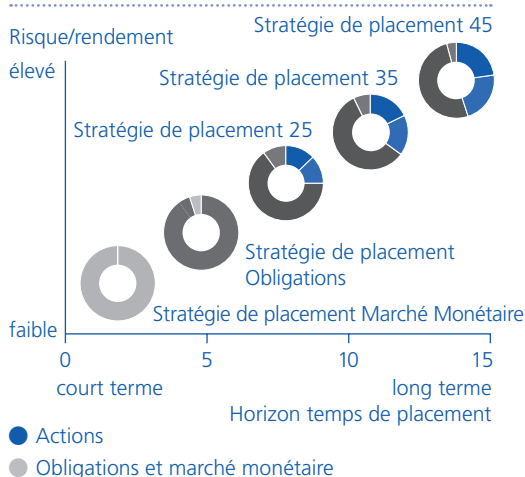 Stratégie de placement 45
Risque/rendement
élevé
Stratégie de placement 35
Stratégie de placement 25
Stratégie de placement
Obligations
Stratégie de placement Marché Monétaire
faible
0 5 10 15
court terme long terme
Horizon temps de placement
Actions
Obligations et marché monétaire